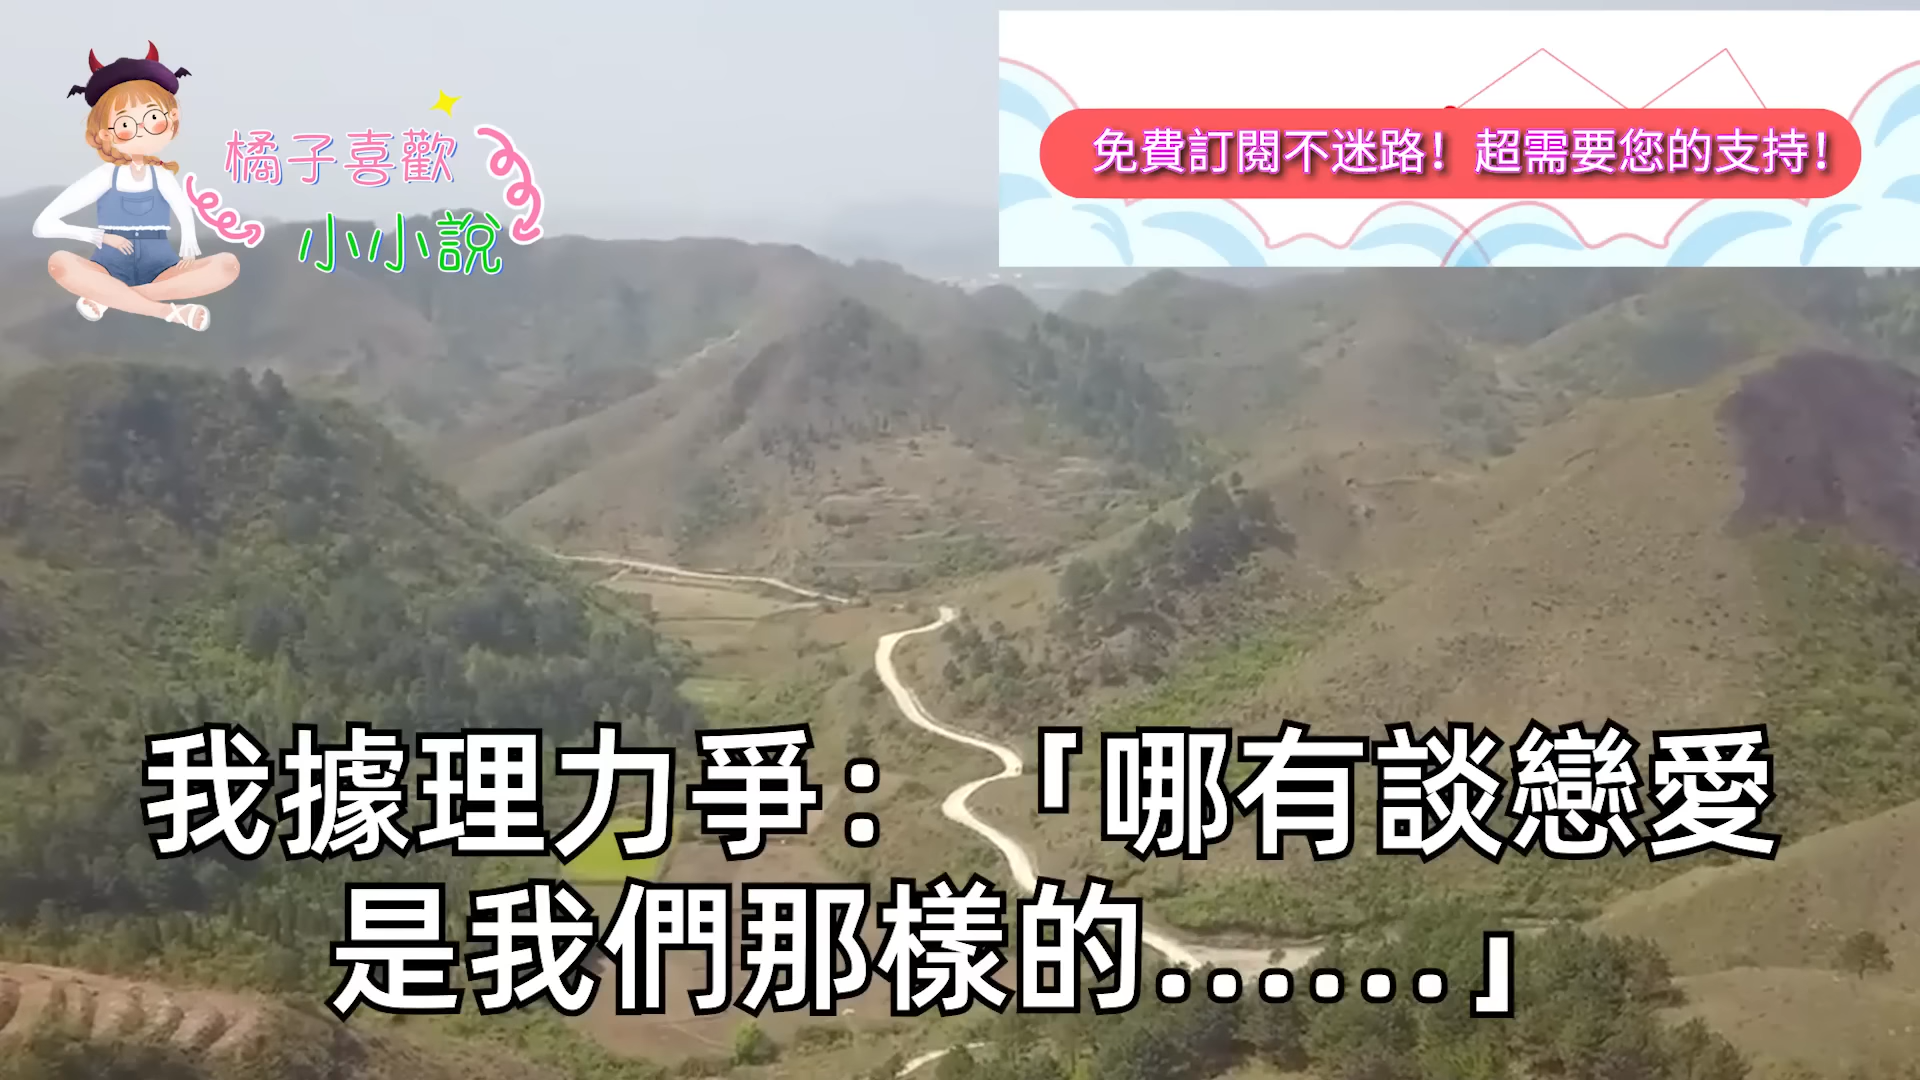 橘子喜歡
小小說
免費訂閱不迷路！超需要您的支持！
我據理力爭：「哪有談戀愛
是我們那樣的......」